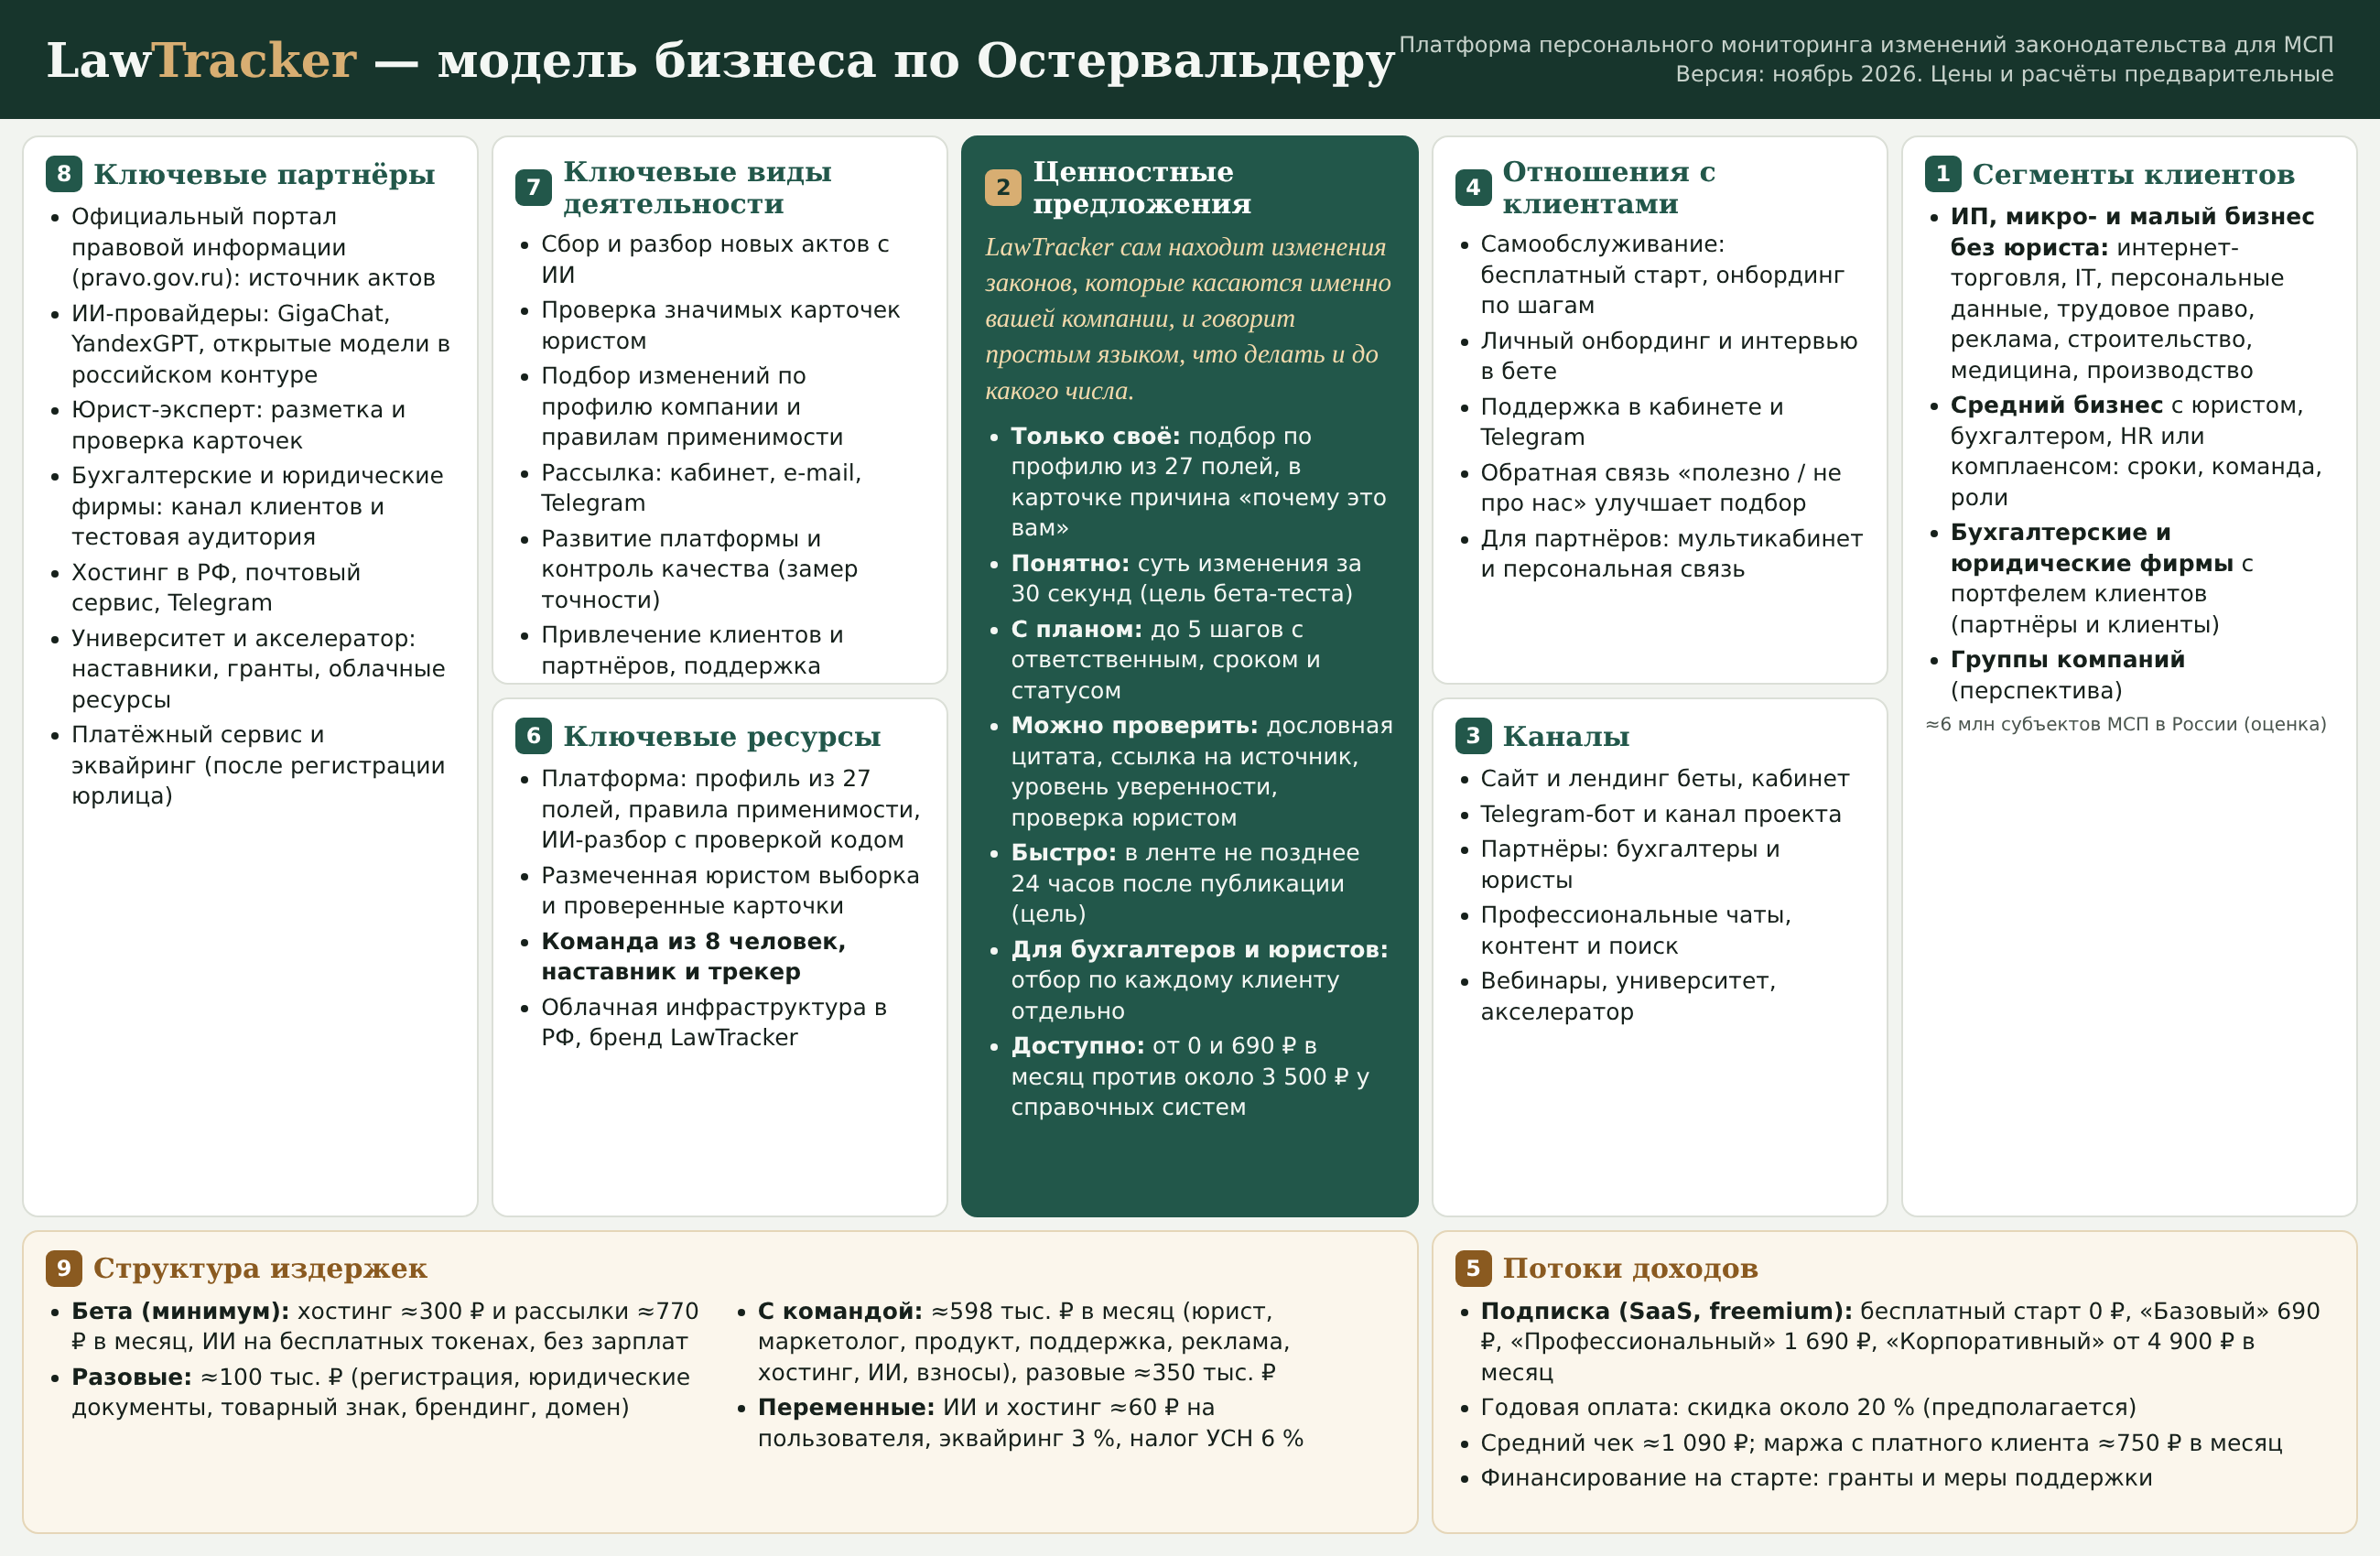 LawTracker — модель бизнеса по Остервальдеру
Платформа персонального мониторинга изменений законодательства для МСП
Версия: ноябрь 2026. Цены и расчёты предварительные
8 Ключевые партнёры
• Официальный портал
правовой информации
(pravo.gov.ru): источник актов
• ИИ-провайдеры: GigaChat,
YandexGPT, открытые модели в
российском контуре
• Юрист-эксперт: разметка и
проверка карточек
• Бухгалтерские и юридические
фирмы: канал клиентов и
тестовая аудитория
• Хостинг в РФ, почтовый
сервис, Telegram
• Университет и акселератор:
наставники, гранты, облачные
ресурсы
• Платёжный сервис и
эквайринг (после регистрации
юрлица)
7 Ключевые виды
деятельности
• Сбор и разбор новых актов с
ИИ
• Проверка значимых карточек
юристом
• Подбор изменений по
профилю компании и
правилам применимости
• Рассылка: кабинет, e-mail,
Telegram
• Развитие платформы и
контроль качества (замер
точности)
• Привлечение клиентов и
партнёров, поддержка
6 Ключевые ресурсы
• Платформа: профиль из 27
полей, правила применимости,
ИИ-разбор с проверкой кодом
• Размеченная юристом выборка
и проверенные карточки
• Команда из 8 человек,
наставник и трекер
• Облачная инфраструктура в
РФ, бренд LawTracker
2 Ценностные
предложения
LawTracker сам находит изменения
законов, которые касаются именно
вашей компании, и говорит
простым языком, что делать и до
какого числа.
• Только своё: подбор по
профилю из 27 полей, в
карточке причина «почему это
вам»
• Понятно: суть изменения за
30 секунд (цель бета-теста)
• С планом: до 5 шагов с
ответственным, сроком и
статусом
• Можно проверить: дословная
цитата, ссылка на источник,
уровень уверенности,
проверка юристом
• Быстро: в ленте не позднее
24 часов после публикации
(цель)
• Для бухгалтеров и юристов:
отбор по каждому клиенту
отдельно
• Доступно: от 0 и 690 ₽ в
месяц против около 3 500 ₽ у
справочных систем
4 Отношения с
клиентами
• Самообслуживание:
бесплатный старт, онбординг
по шагам
• Личный онбординг и интервью
в бете
• Поддержка в кабинете и
Telegram
• Обратная связь «полезно / не
про нас» улучшает подбор
• Для партнёров: мультикабинет
и персональная связь
3 Каналы
• Сайт и лендинг беты, кабинет
• Telegram-бот и канал проекта
• Партнёры: бухгалтеры и
юристы
• Профессиональные чаты,
контент и поиск
• Вебинары, университет,
акселератор
1 Сегменты клиентов
• ИП, микро- и малый бизнес
без юриста: интернет-
торговля, IT, персональные
данные, трудовое право,
реклама, строительство,
медицина, производство
• Средний бизнес с юристом,
бухгалтером, HR или
комплаенсом: сроки, команда,
роли
• Бухгалтерские и
юридические фирмы с
портфелем клиентов
(партнёры и клиенты)
• Группы компаний
(перспектива)
≈6 млн субъектов МСП в России (оценка)
9 Структура издержек
• Бета (минимум): хостинг ≈300 ₽ и рассылки ≈770
₽ в месяц, ИИ на бесплатных токенах, без зарплат
• Разовые: ≈100 тыс. ₽ (регистрация, юридические
документы, товарный знак, брендинг, домен)
• С командой: ≈598 тыс. ₽ в месяц (юрист,
маркетолог, продукт, поддержка, реклама,
хостинг, ИИ, взносы), разовые ≈350 тыс. ₽
• Переменные: ИИ и хостинг ≈60 ₽ на
пользователя, эквайринг 3 %, налог УСН 6 %
5 Потоки доходов
• Подписка (SaaS, freemium): бесплатный старт 0 ₽, «Базовый» 690
₽, «Профессиональный» 1 690 ₽, «Корпоративный» от 4 900 ₽ в
месяц
• Годовая оплата: скидка около 20 % (предполагается)
• Средний чек ≈1 090 ₽; маржа с платного клиента ≈750 ₽ в месяц
• Финансирование на старте: гранты и меры поддержки